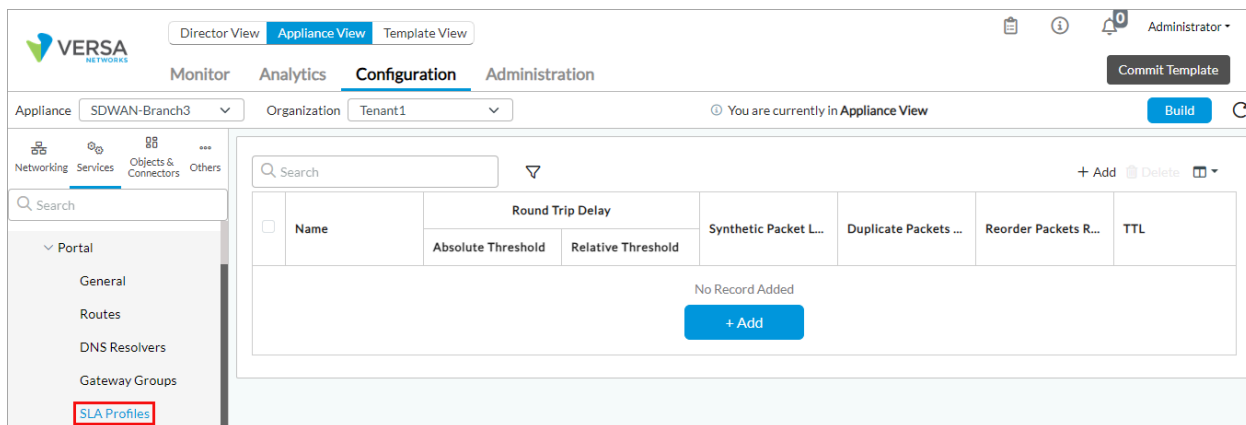 Director View Appliance View Template View 0 Administrator
VERSA
NETWORKS
Monitor Analytics Configuration Administration Commit Template
Appliance SDWAN-Branch3 Organization Tenant1 You are currently in Appliance View Build
Networking Services Objects & Connectors Others
Search
Search + Add Delete
Name Round Trip Delay Synthetic Packet L... Duplicate Packets ... Reorder Packets R... TTL
Absolute Threshold Relative Threshold
No Record Added
+ Add
Portal
General
Routes
DNS Resolvers
Gateway Groups
SLA Profiles